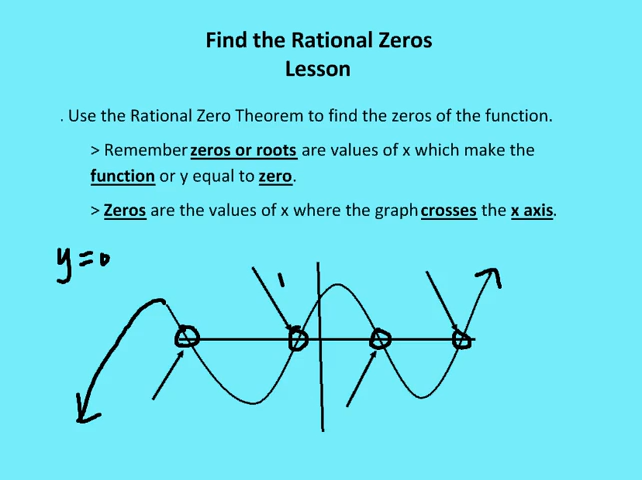 Find the Rational Zeros
Lesson
. Use the Rational Zero Theorem to find the zeros of the function.
> Remember zeros or roots are values of x which make the
function or y equal to zero.
> Zeros are the values of x where the graph crosses the x axis.
y=0